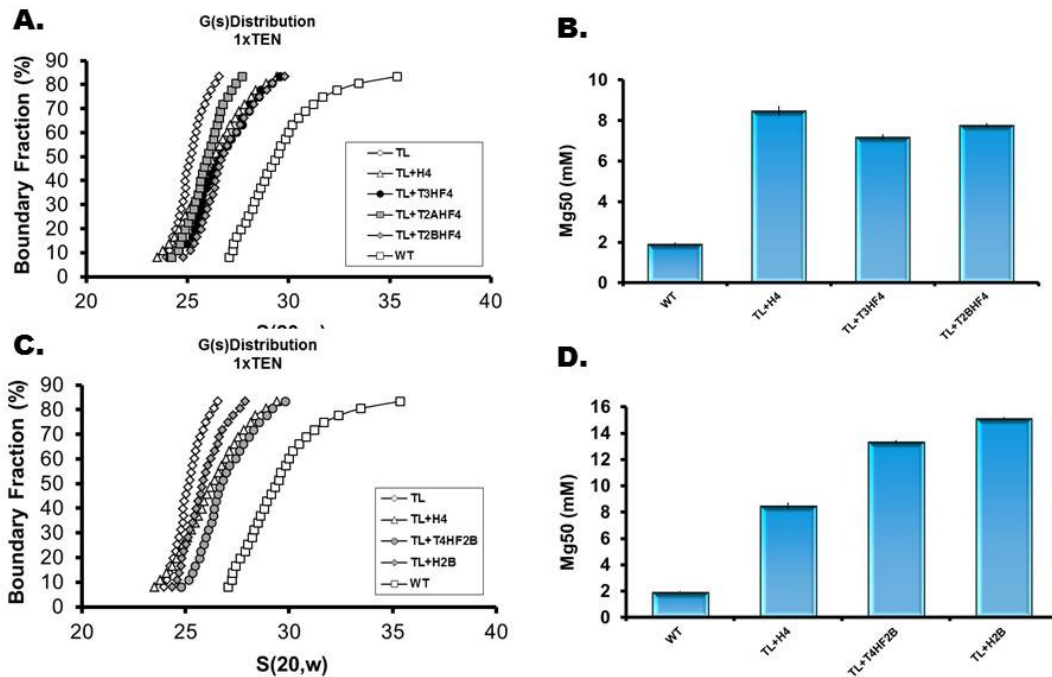 A.
G(s)Distribution
1xTEN
Boundary Fraction (%)
90
80
70
60
50
40
30
20
10
0
20
25
30
35
40
TL
TL+H4
TL+T3HF4
TL+T2AHF4
TL+T2BHF4
WT
B.
Mg50 (mM)
10
8
6
4
2
0
WT
TL+H4
TL+T3HF4
TL+T2BHF4
C.
G(s)Distribution
1xTEN
Boundary Fraction (%)
90
80
70
60
50
40
30
20
10
0
20
25
30
35
40
S(20,w)
TL
TL+H4
TL+T4HF2B
TL+H2B
WT
D.
Mg50 (mM)
16
14
12
10
8
6
4
2
0
WT
TL+H4
TL+T4HF2B
TL+H2B